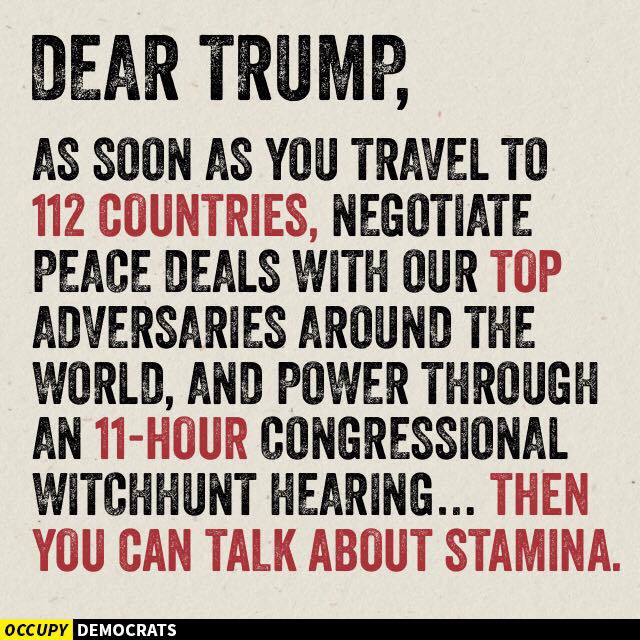 DEAR TRUMP,
AS SOON AS YOU TRAVEL TO
112 COUNTRIES, NEGOTIATE
PEACE DEALS WITH OUR TOP
ADVERSARIES AROUND THE
WORLD, AND POWER THROUGH
AN 11-HOUR CONGRESSIONAL
WITCHHUNT HEARING... THEN
YOU CAN TALK ABOUT STAMINA.
OCCUPY DEMOCRATS